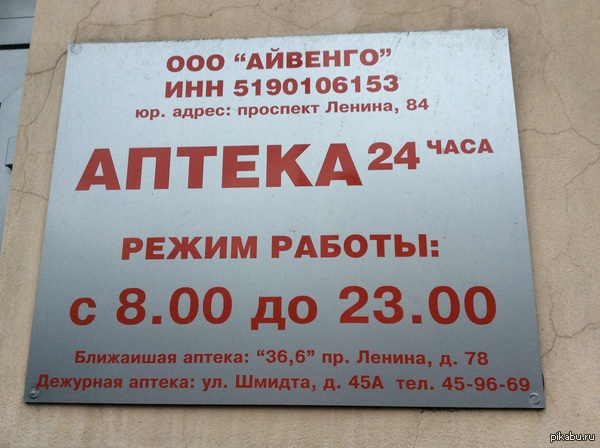 ООО "АЙВЕНГО"
ИНН 5190106153
юр. адрес: проспект Ленина, 84
АПТЕКА 24 ЧАСА
РЕЖИМ РАБОТЫ:
с 8.00 до 23.00
Ближаишая аптека: "36,6" пр. Ленина, д. 78
Дежурная аптека: ул. Шмидта, д. 45А тел. 45-96-69
pikabu.ru